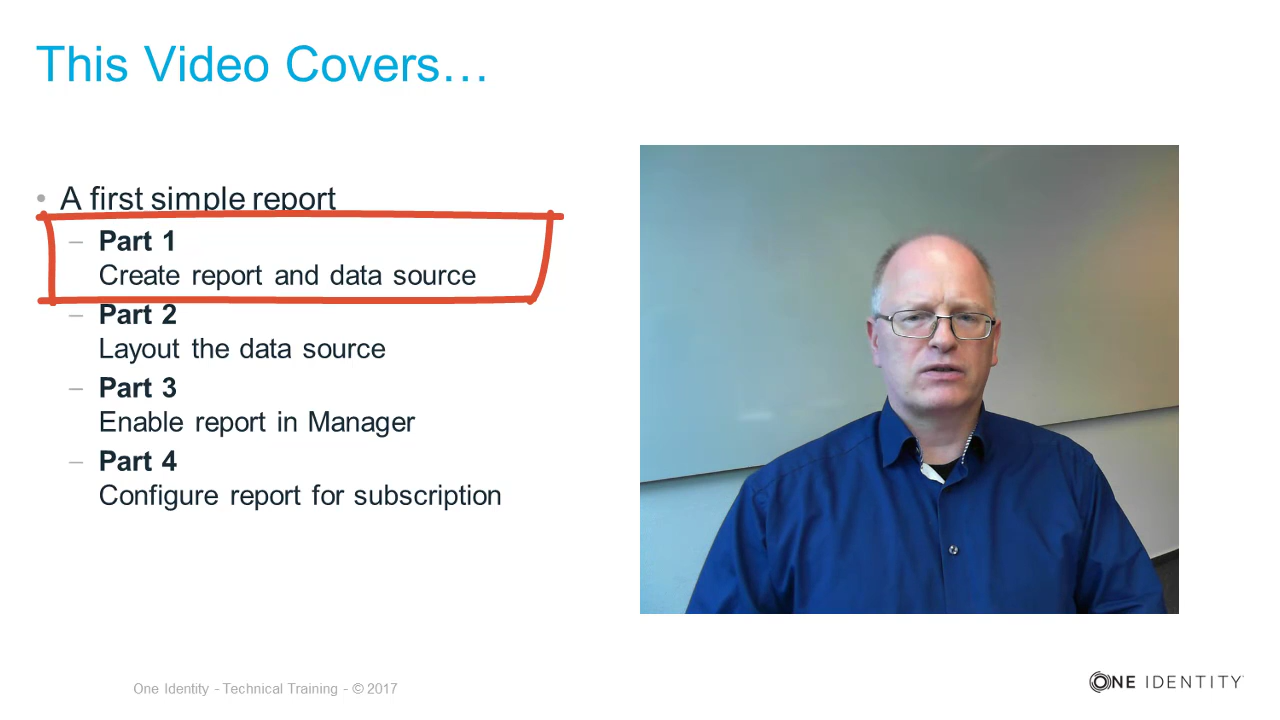 This Video Covers…
• A first simple report
– Part 1
Create report and data source
– Part 2
Layout the data source
– Part 3
Enable report in Manager
– Part 4
Configure report for subscription
One Identity - Technical Training - © 2017
ONE IDENTITY